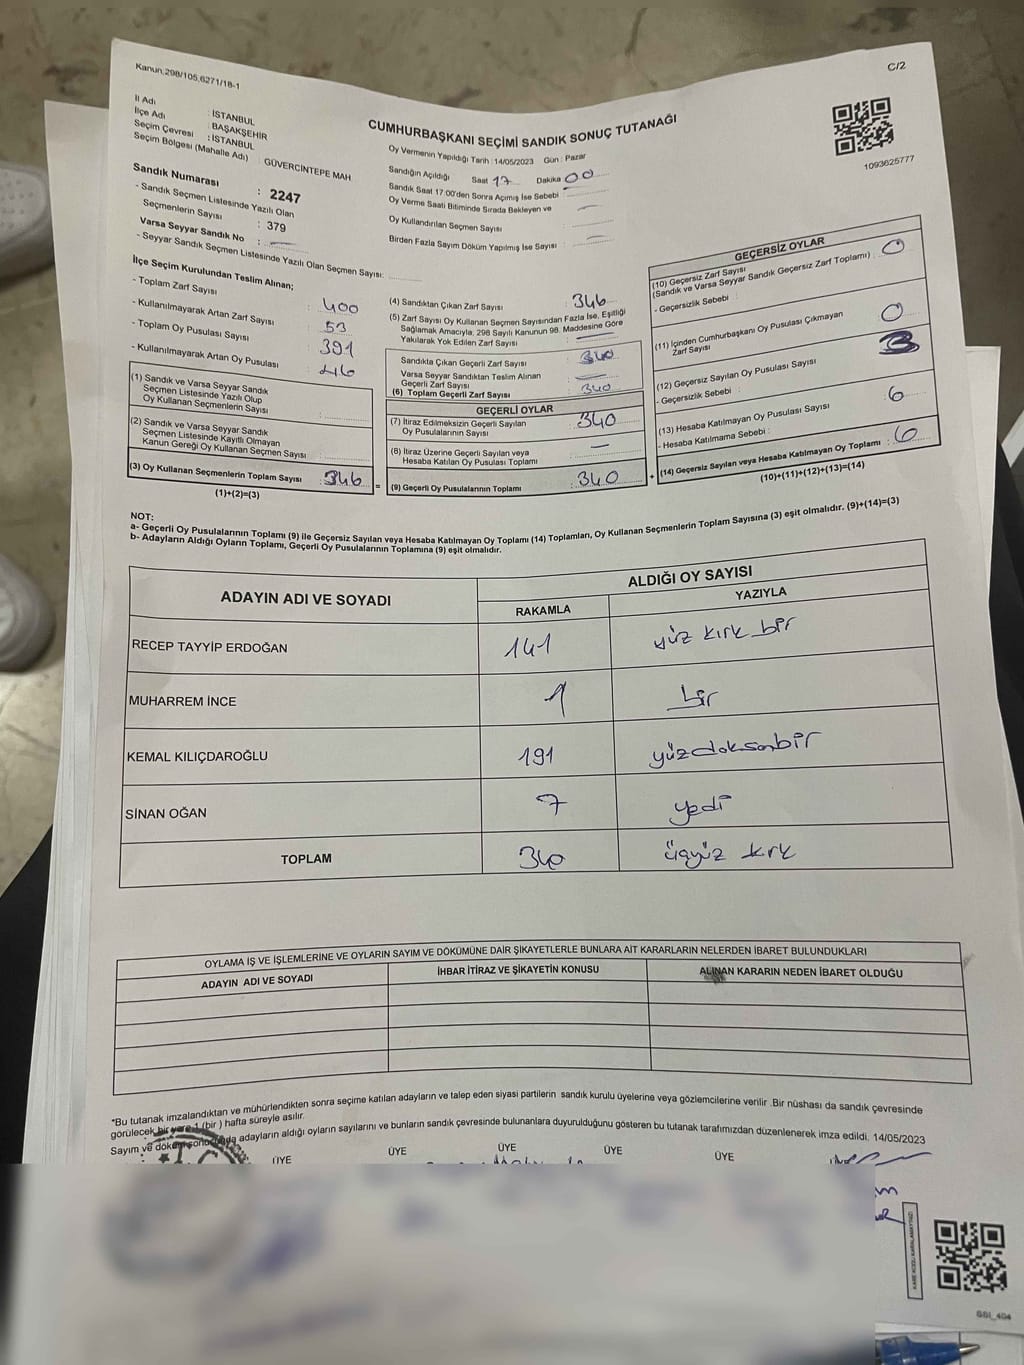 Kanun:298/105,6271/18-1
C/2
İl Adı : İSTANBUL
İlçe Adı : BAŞAKŞEHİR
Seçim Çevresi : İSTANBUL
Seçim Bölgesi (Mahalle Adı) : GÜVERCİNTEPE MAH
CUMHURBAŞKANI SEÇİMİ SANDIK SONUÇ TUTANAĞI
1093625777
Oy Vermenin Yapıldığı Tarih : 14/05/2023 Gün : Pazar
Sandığın Açıldığı Saat 17 Dakika 00
Sandık Saat 17:00'den Sonra Açımış İse Sebebi :
Oy Verme Saati Bitiminde Sırada Bekleyen ve
Oy Kullandırılan Seçmen Sayısı
Birden Fazla Sayım Döküm Yapılmış İse Sayısı :
Sandık Numarası : 2247
- Sandık Seçmen Listesinde Yazılı Olan
Seçmenlerin Sayısı : 379
Varsa Seyyar Sandık No :
- Seyyar Sandık Seçmen Listesinde Yazılı Olan Seçmen Sayısı:
İlçe Seçim Kurulundan Teslim Alınan;
- Toplam Zarf Sayısı : 400
- Kullanılmayarak Artan Zarf Sayısı : 53
- Toplam Oy Pusulası Sayısı : 391
- Kullanılmayarak Artan Oy Pusulası : 46
(1) Sandık ve Varsa Seyyar Sandık
Seçmen Listesinde Yazılı Olup
Oy Kullanan Seçmenlerin Sayısı :
(2) Sandık ve Varsa Seyyar Sandık
Seçmen Listesinde Kayıtlı Olmayan
Kanun Gereği Oy Kullanan Seçmen Sayısı :
(3) Oy Kullanan Seçmenlerin Toplam Sayısı : 346
(1)+(2)=(3)
=
(4) Sandıktan Çıkan Zarf Sayısı : 346
(5) Zarf Sayısı Oy Kullanan Seçmen Sayısından Fazla İse, Eşitliği
Sağlamak Amacıyla; 298 Sayılı Kanunun 98. Maddesine Göre
Yakılarak Yok Edilen Zarf Sayısı
Sandıkta Çıkan Geçerli Zarf Sayısı : 340
Varsa Seyyar Sandıktan Teslim Alınan
Geçerli Zarf Sayısı
(6) Toplam Geçerli Zarf Sayısı : 340
GEÇERLİ OYLAR
(7) İtiraz Edilmeksizin Geçerli Sayılan
Oy Pusulalarının Sayısı : 340
(8) İtiraz Üzerine Geçerli Sayılan veya
Hesaba Katılan Oy Pusulası Toplamı
(9) Geçerli Oy Pusulalarının Toplamı : 340
+
GEÇERSİZ OYLAR
(10) Geçersiz Zarf Sayısı
(Sandık ve Varsa Seyyar Sandık Geçersiz Zarf Toplamı) : 0
- Geçersizlik Sebebi :
(11) İçinden Cumhurbaşkanı Oy Pusulası Çıkmayan
Zarf Sayısı 0
(12) Geçersiz Sayılan Oy Pusulası Sayısı
- Geçersizlik Sebebi :
(13) Hesaba Katılmayan Oy Pusulası Sayısı : 6
- Hesaba Katılmama Sebebi :
(14) Geçersiz Sayılan veya Hesaba Katılmayan Oy Toplamı : 6
(10)+(11)+(12)+(13)=(14)
NOT:
a- Geçerli Oy Pusulalarının Toplamı (9) ile Geçersiz Sayılan veya Hesaba Katılmayan Oy Toplamı (14) Toplamları, Oy Kullanan Seçmenlerin Toplam Sayısına (3) eşit olmalıdır. (9)+(14)=(3)
b- Adayların Aldığı Oyların Toplamı, Geçerli Oy Pusulalarının Toplamına (9) eşit olmalıdır.
ADAYIN ADI VE SOYADI
ALDIĞI OY SAYISI
RAKAMLA YAZIYLA
RECEP TAYYİP ERDOĞAN 141 yüz kırk bir
MUHARREM İNCE 1 bir
KEMAL KILIÇDAROĞLU 191 yüzdoksanbir
SİNAN OĞAN 7 yedi
TOPLAM 340 üçyüz kırk
OYLAMA İŞ VE İŞLEMLERİNE VE OYLARIN SAYIM VE DÖKÜMÜNE DAİR ŞİKAYETLERLE BUNLARA AİT KARARLARIN NELERDEN İBARET BULUNDUKLARI
ADAYIN ADI VE SOYADI İHBAR İTİRAZ VE ŞİKAYETİN KONUSU ALINAN KARARIN NEDEN İBARET OLDUĞU
*Bu tutanak imzalandıktan ve mühürlendikten sonra seçime katılan adayların ve talep eden siyasi partilerin sandık kurulu üyelerine veya gözlemcilerine verilir .Bir nüshası da sandık çevresinde
görülecek bir yere 1 (bir ) hafta süreyle asılır.
Sayım ve döküm sonucunda adayların aldığı oyların sayılarını ve bunların sandık çevresinde bulunanlara duyurulduğunu gösteren bu tutanak tarafımızdan düzenlenerek imza edildi. 14/05/2023
ÜYE ÜYE ÜYE ÜYE ÜYE
GSI_404